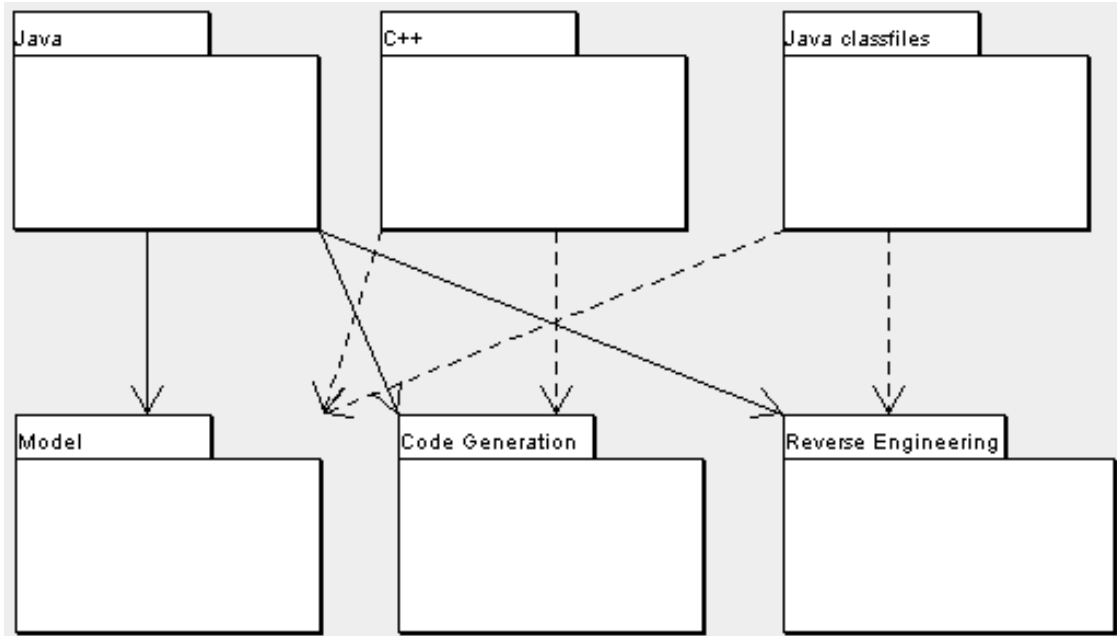 Java
C++
Java classfiles
Model
Code Generation
Reverse Engineering